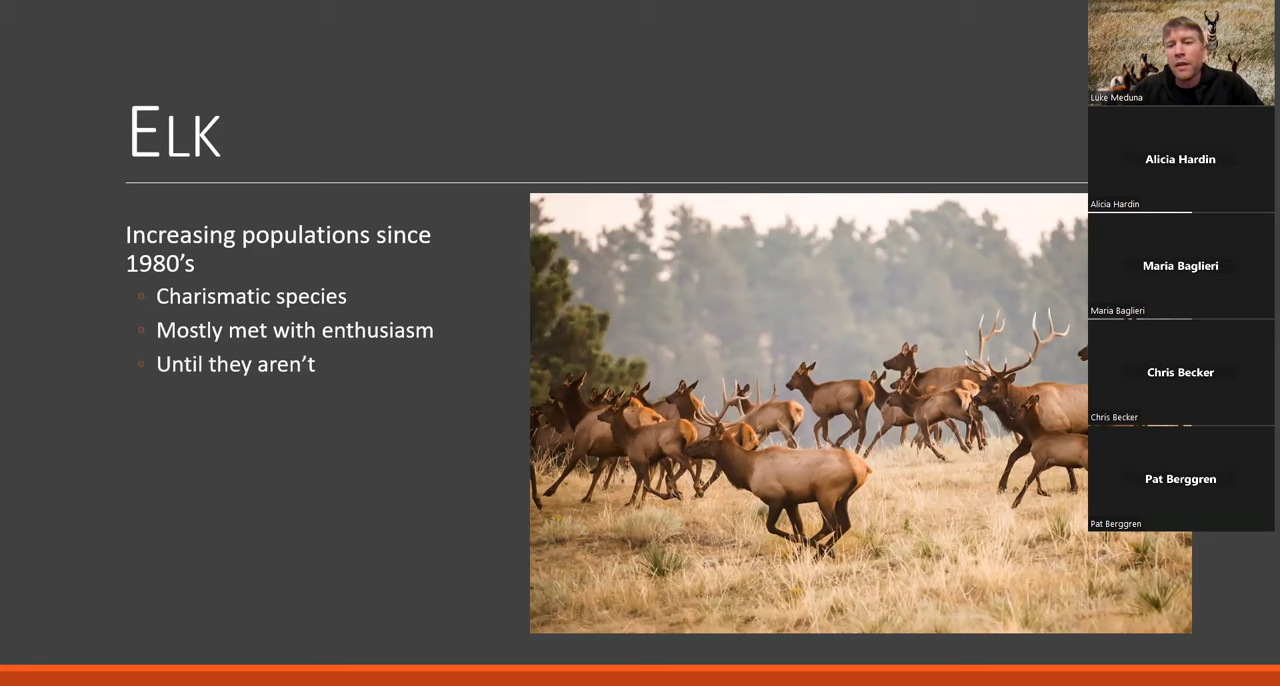 ELK
Increasing populations since
1980's
Charismatic species
Mostly met with enthusiasm
Until they aren't
Luke Meduna
Alicia Hardin
Alicia Hardin
Maria Baglieri
Maria Baglieri
Chris Becker
Chris Becker
Pat Berggren
Pat Berggren